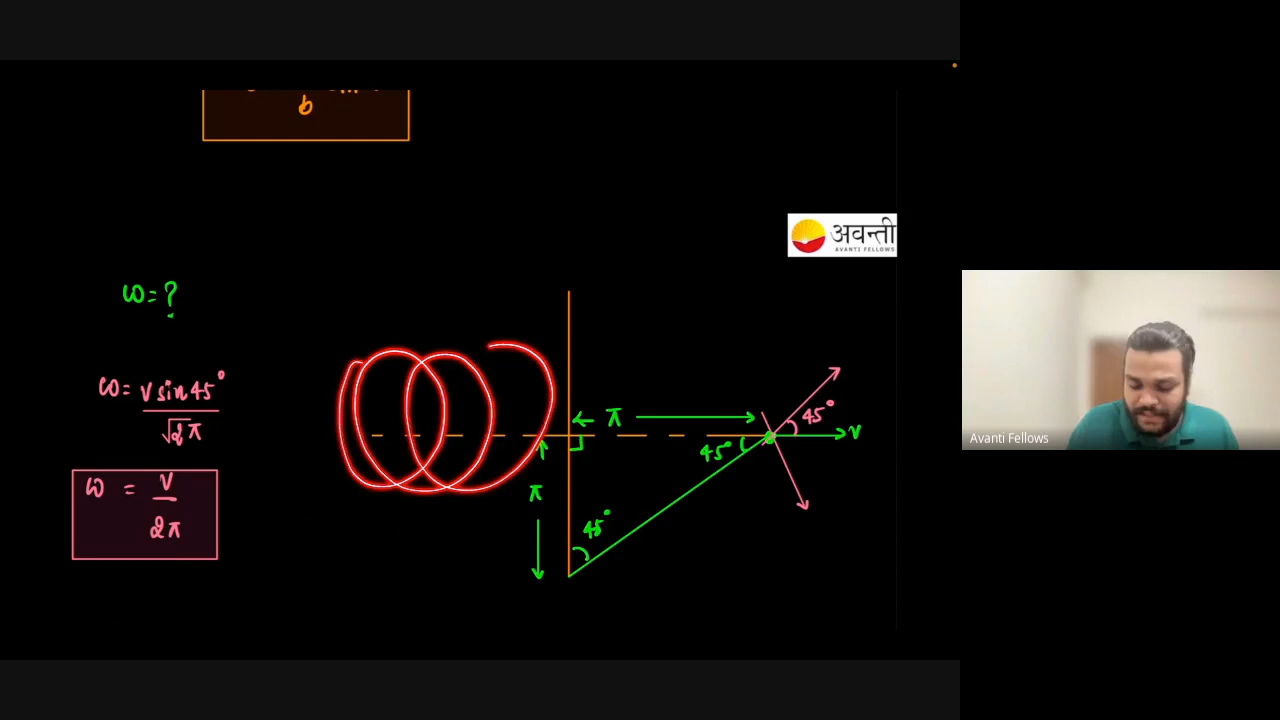 b
अवन्ती
AVANTI FELLOWS
ω = ?
ω = v sin 45°
√2 π
ω = v
2π
π
45°
v
45°
π
45°
Avanti Fellows